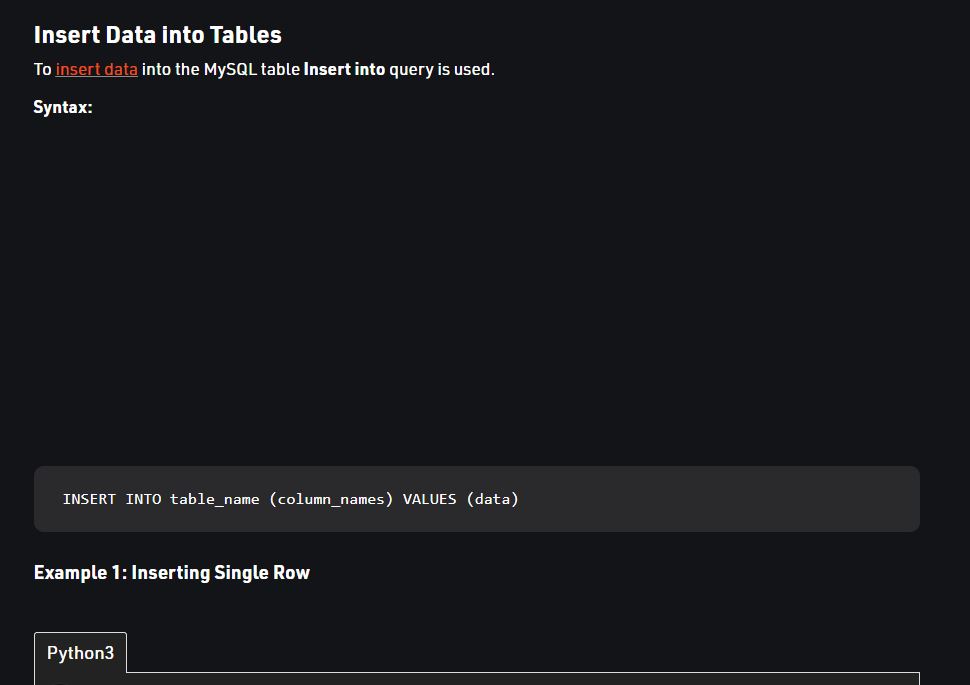 Insert Data into Tables
To insert data into the MySQL table Insert into query is used.
Syntax:
INSERT INTO table_name (column_names) VALUES (data)
Example 1: Inserting Single Row
Python3